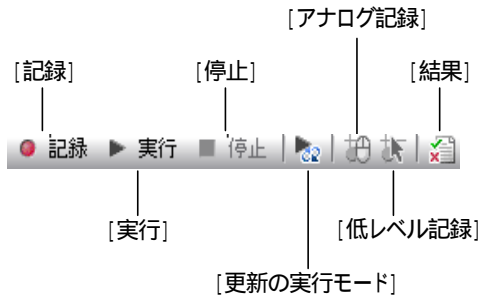 [アナログ記録]
[記録]
[停止]
[結果]
記録 実行 停止
[実行]
[低レベル記録]
[更新の実行モード]